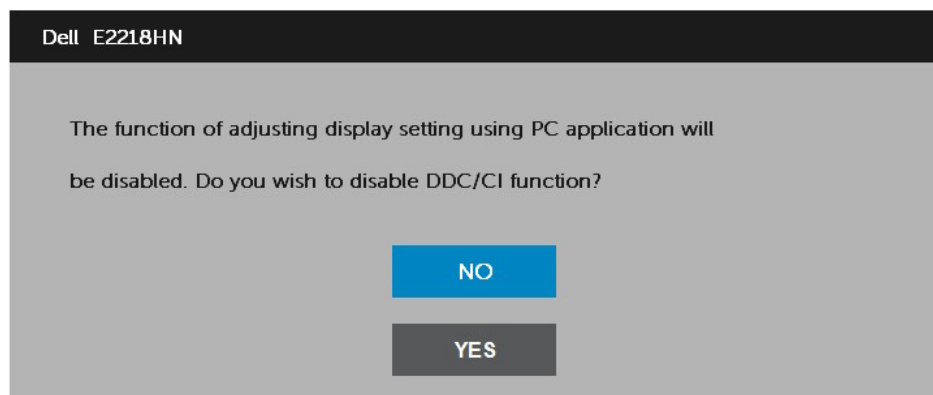 Dell E2218HN
The function of adjusting display setting using PC application will
be disabled. Do you wish to disable DDC/CI function?
NO
YES